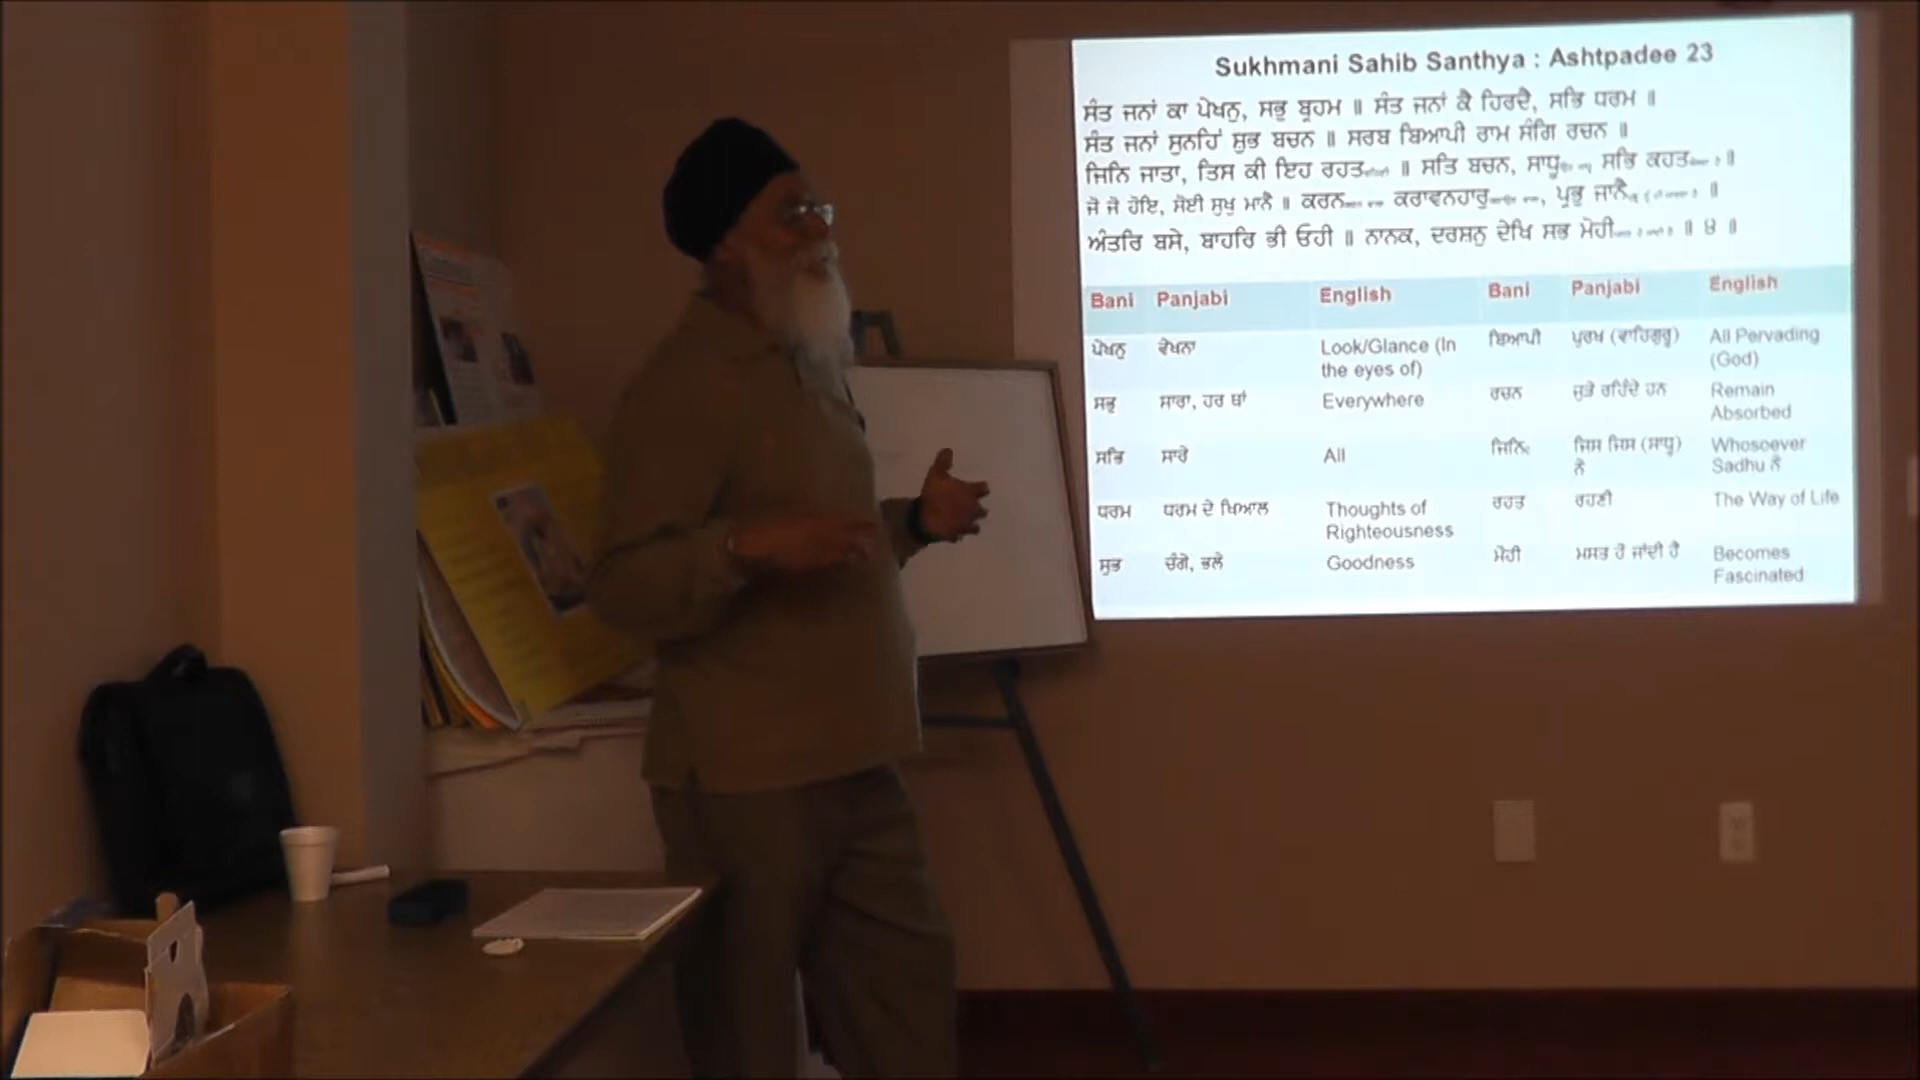 Sukhmani Sahib Santhya : Ashtpadee 23
ਸੰਤ ਜਨਾਂ ਕਾ ਪੇਖਨੁ, ਸਭੁ ਬ੍ਰਹਮ ॥ ਸੰਤ ਜਨਾਂ ਕੈ ਹਿਰਦੈ, ਸਭਿ ਧਰਮ ॥
ਸੰਤ ਜਨਾਂ ਸੁਨਹਿਂ ਸ਼ੁਭ ਬਚਨ ॥ ਸਰਬ ਬਿਆਪੀ ਰਾਮ ਸੰਗਿ ਰਚਨ ॥
ਜਿਨਿ ਜਾਤਾ, ਤਿਸ ਕੀ ਇਹ ਰਹਤ ॥ ਸਤਿ ਬਚਨ, ਸਾਧੂ ਸਭਿ ਕਹਤ ॥
ਜੋ ਜੋ ਹੋਇ, ਸੋਈ ਸੁਖੁ ਮਾਨੈ ॥ ਕਰਨ ਕਰਾਵਨਹਾਰੁ, ਪ੍ਰਭੁ ਜਾਨੈ ॥
ਅੰਤਰਿ ਬਸੇ, ਬਾਹਰਿ ਭੀ ਓਹੀ ॥ ਨਾਨਕ, ਦਰਸ਼ਨੁ ਦੇਖਿ ਸਭ ਮੋਹੀ ॥ ੪ ॥
Bani Panjabi English Bani Panjabi English
ਪੇਖਨੁ ਵੇਖਨਾ Look/Glance (In the eyes of) ਬਿਆਪੀ ਪੁਰਖ (ਵਾਹਿਗੁਰੂ) All Pervading (God)
ਸਭੁ ਸਾਰਾ, ਹਰ ਥਾਂ Everywhere ਰਚਨ ਜੁੜੇ ਰਹਿੰਦੇ ਹਨ Remain Absorbed
ਸਭਿ ਸਾਰੇ All ਜਿਨਿ ਜਿਸ ਜਿਸ (ਸਾਧੂ) ਨੇ Whosoever Sadhu ਨੇ
ਧਰਮ ਧਰਮ ਦੇ ਖਿਆਲ Thoughts of Righteousness ਰਹਤ ਰਹਣੀ The Way of Life
ਸੁਭ ਚੰਗੇ, ਭਲੇ Goodness ਮੋਹੀ ਮਸਤ ਹੋ ਜਾਂਦੀ ਹੈ Becomes Fascinated